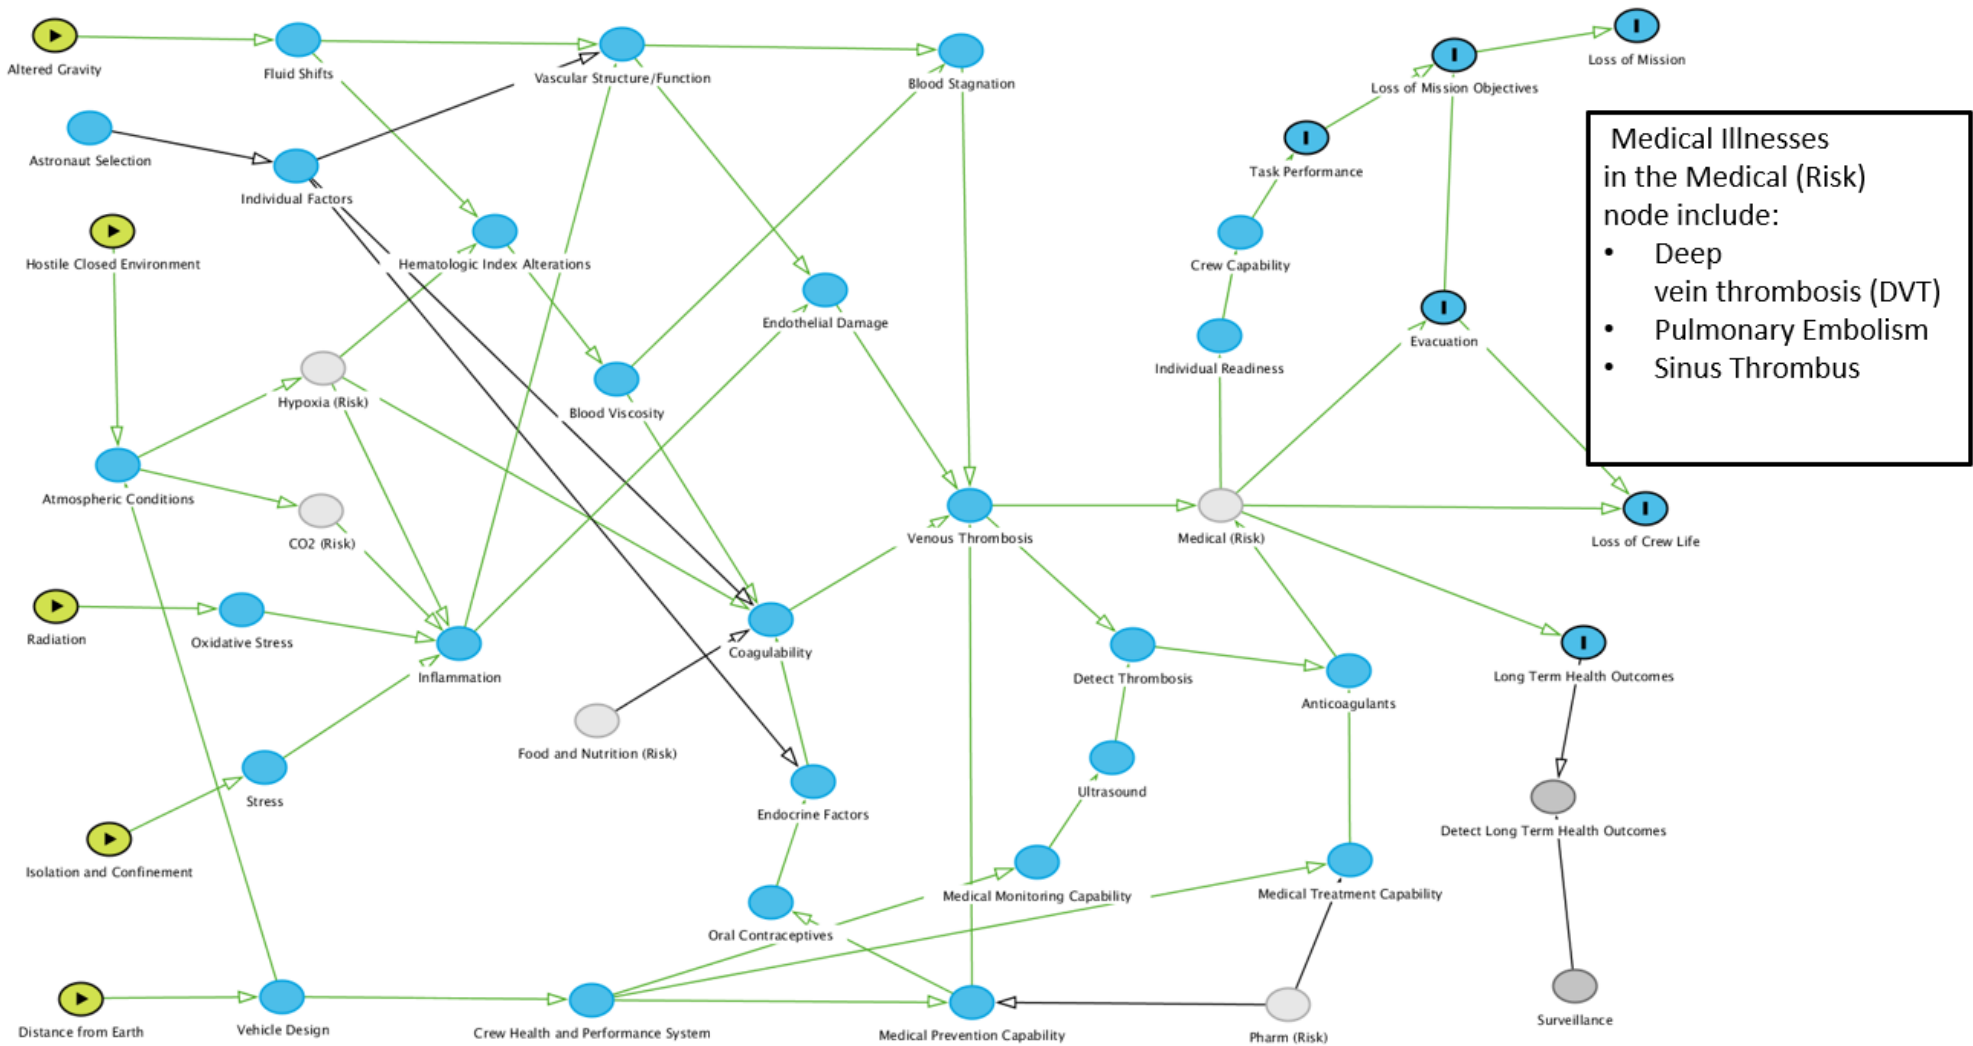 Altered Gravity
Fluid Shifts
Vascular Structure/Function
Blood Stagnation
Loss of Mission Objectives
Loss of Mission
Astronaut Selection
Individual Factors
Task Performance
Medical Illnesses
in the Medical (Risk)
node include:
• Deep
vein thrombosis (DVT)
• Pulmonary Embolism
• Sinus Thrombus
Hostile Closed Environment
Hematologic Index Alterations
Crew Capability
Endothelial Damage
Evacuation
Individual Readiness
Hypoxia (Risk)
Blood Viscosity
Atmospheric Conditions
CO2 (Risk)
Venous Thrombosis
Medical (Risk)
Loss of Crew Life
Radiation
Oxidative Stress
Inflammation
Coagulability
Detect Thrombosis
Anticoagulants
Long Term Health Outcomes
Food and Nutrition (Risk)
Stress
Endocrine Factors
Ultrasound
Detect Long Term Health Outcomes
Isolation and Confinement
Oral Contraceptives
Medical Monitoring Capability
Medical Treatment Capability
Distance from Earth
Vehicle Design
Crew Health and Performance System
Medical Prevention Capability
Pharm (Risk)
Surveillance